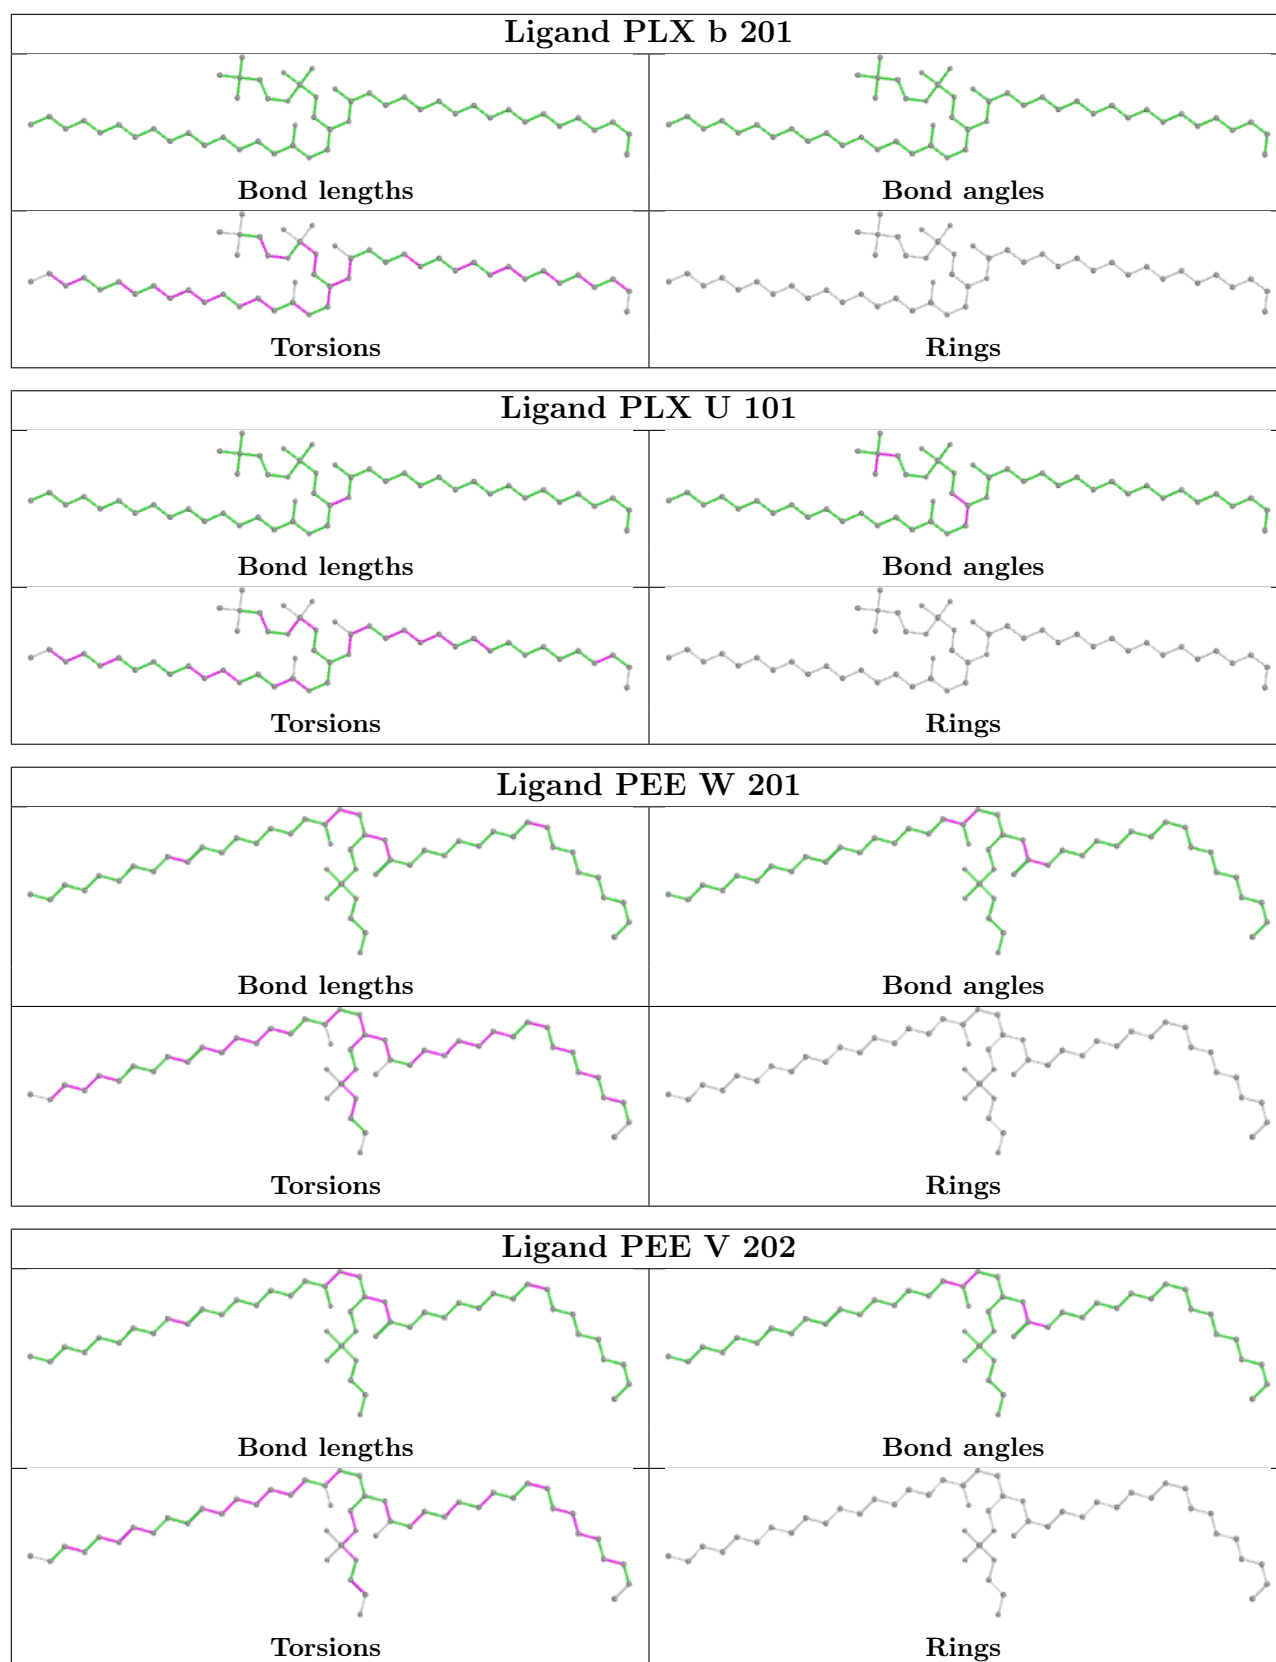 Ligand PLX b 201
Bond lengths
Bond angles
Torsions
Rings
Ligand PLX U 101
Bond lengths
Bond angles
Torsions
Rings
Ligand PEE W 201
Bond lengths
Bond angles
Torsions
Rings
Ligand PEE V 202
Bond lengths
Bond angles
Torsions
Rings